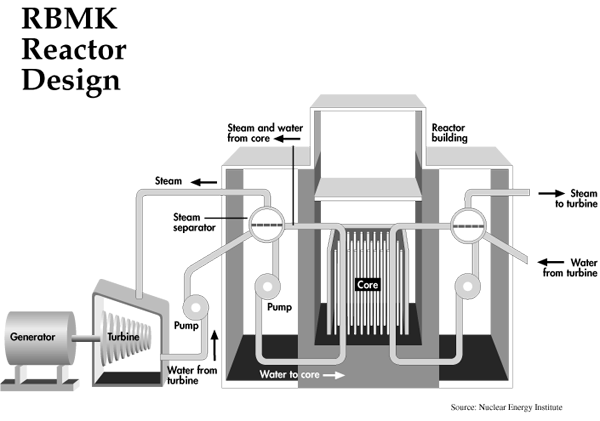 RBMK
Reactor
Design
Steam and water
from core
Reactor
building
Steam
Steam
to turbine
Steam
separator
Water
from turbine
Core
Pump
Pump
Generator
Turbine
Water from
turbine
Water to core
Source: Nuclear Energy Institute